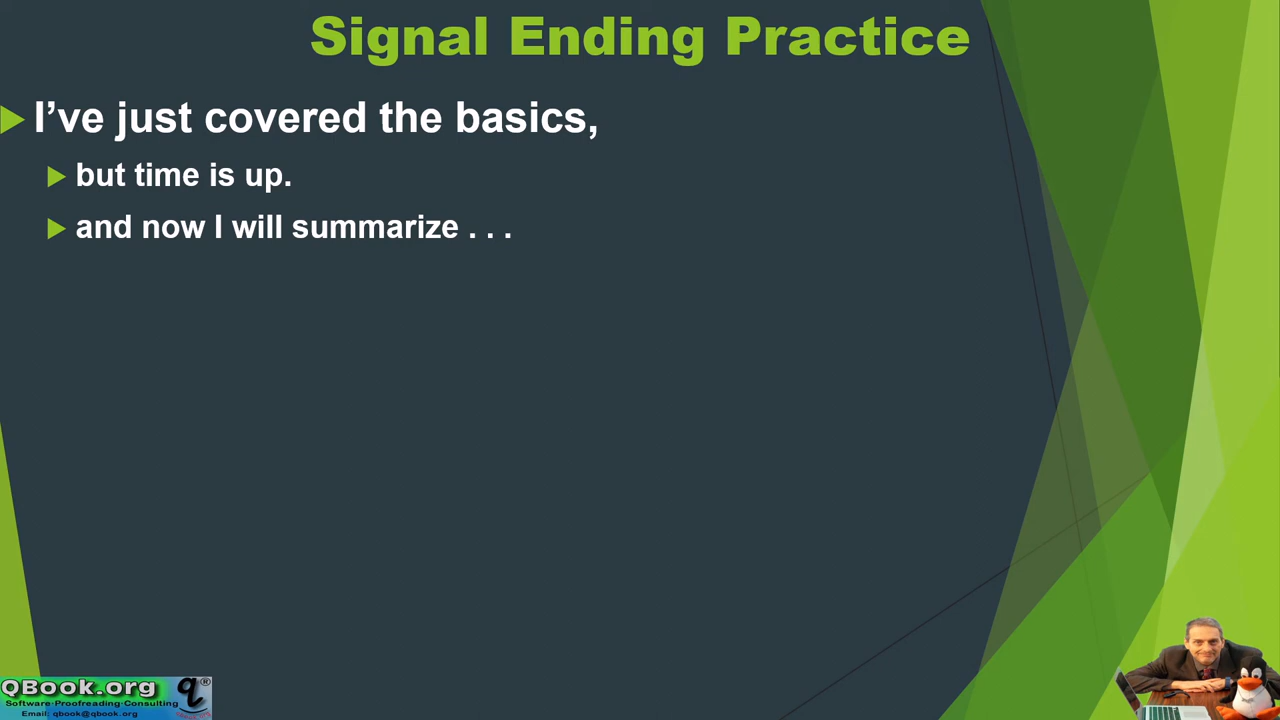 Signal Ending Practice
I’ve just covered the basics,
but time is up.
and now I will summarize . . .
QBook.org
q®
Software·Proofreading·Consulting
Email: qbook@qbook.org